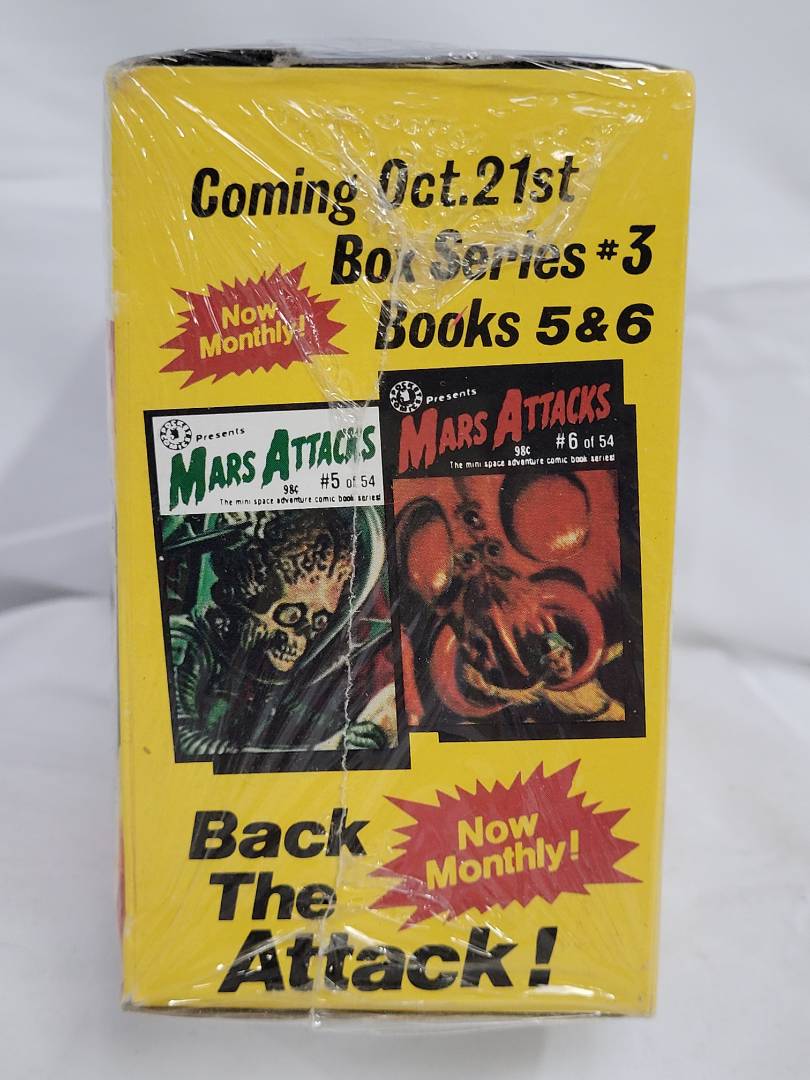 Coming Oct.21st
Box Series #3
Now
Monthly!
Books 5 & 6
Presents
MARS ATTACKS
98¢ #5 of 54
The mini space adventure comic book series!
Presents
MARS ATTACKS
98¢ #6 of 54
The mini space adventure comic book series!
Back
The
Attack!
Now
Monthly!